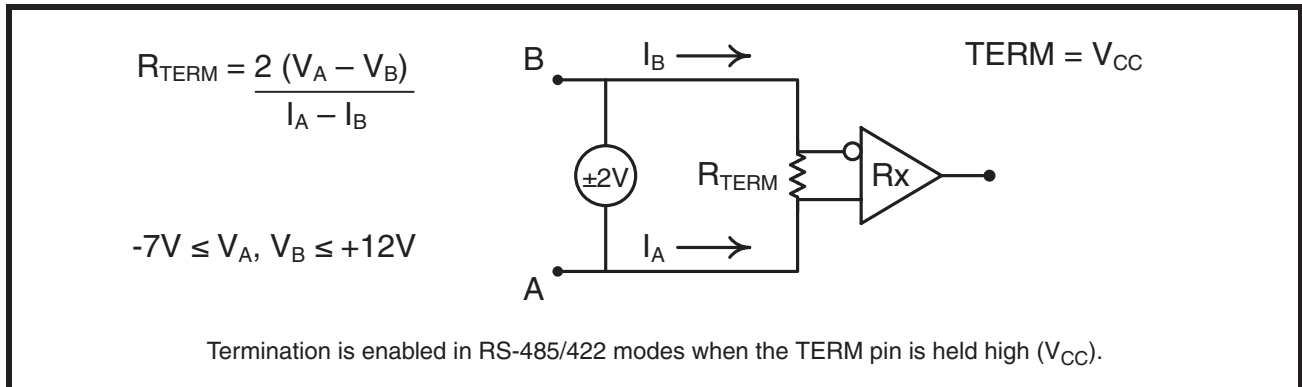 R_TERM = 2 (V_A – V_B)
I_A – I_B
B
I_B
TERM = V_CC
±2V
R_TERM
Rx
-7V ≤ V_A, V_B ≤ +12V
I_A
A
Termination is enabled in RS-485/422 modes when the TERM pin is held high (V_CC).